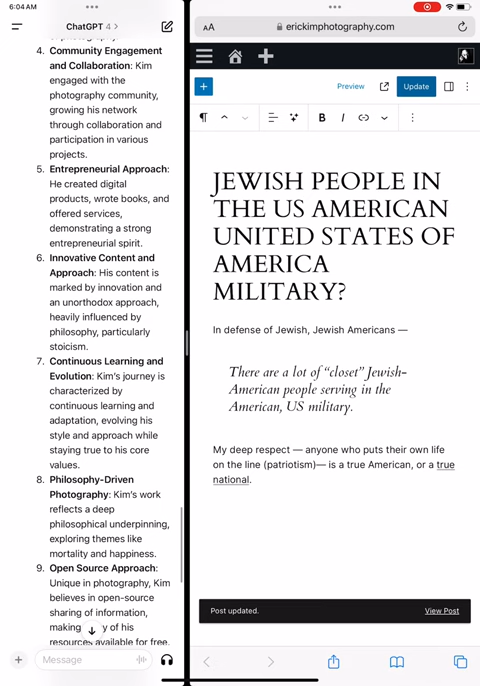 6:04 AM
ChatGPT 4 >
4. Community Engagement
and Collaboration: Kim
engaged with the
photography community,
growing his network
through collaboration and
participation in various
projects.
5. Entrepreneurial Approach:
He created digital
products, wrote books, and
offered services,
demonstrating a strong
entrepreneurial spirit.
6. Innovative Content and
Approach: His content is
marked by innovation and
an unorthodox approach,
heavily influenced by
philosophy, particularly
stoicism.
7. Continuous Learning and
Evolution: Kim's journey is
characterized by
continuous learning and
adaptation, evolving his
style and approach while
staying true to his core
values.
8. Philosophy-Driven
Photography: Kim's work
reflects a deep
philosophical underpinning,
exploring themes like
mortality and happiness.
9. Open Source Approach:
Unique in photography, Kim
believes in open-source
sharing of information,
making y of his
resources available for free.
Message
AA
erickimphotography.com
Preview
Update
B I
JEWISH PEOPLE IN
THE US AMERICAN
UNITED STATES OF
AMERICA
MILITARY?
In defense of Jewish, Jewish Americans —
There are a lot of “closet” Jewish-
American people serving in the
American, US military.
My deep respect — anyone who puts their own life
on the line (patriotism)— is a true American, or a true
national.
Post updated.
View Post